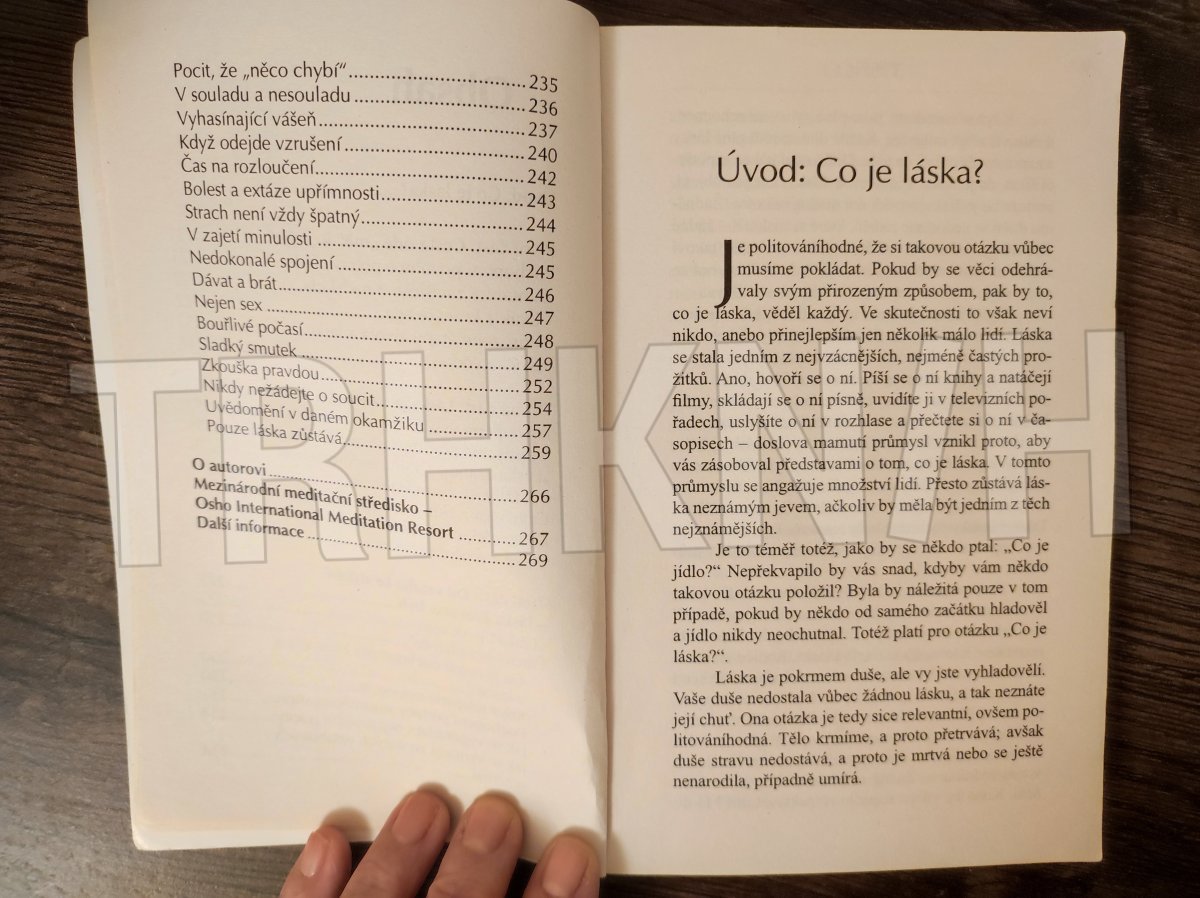 Pocit, že „něco chybí“ 235
V souladu a nesouladu 236
Vyhasínající vášeň 237
Když odejde vzrušení 240
Čas na rozloučení 242
Bolest a extáze upřímnosti 243
Strach není vždy špatný 244
V zajetí minulosti 245
Nedokonalé spojení 245
Dávat a brát 246
Nejen sex 247
Bouřlivé počasí 248
Sladký smutek 249
Zkouška pravdou 252
Nikdy nežádejte o soucit 254
Uvědomění v daném okamžiku 257
Pouze láska zůstává 259
O autorovi 266
Mezinárodní meditační středisko –
Osho International Meditation Resort 267
Další informace 269
Úvod: Co je láska?
Je politováníhodné, že si takovou otázku vůbec
musíme pokládat. Pokud by se věci odehrá-
valy svým přirozeným způsobem, pak by to,
co je láska, věděl každý. Ve skutečnosti to však neví
nikdo, anebo přinejlepším jen několik málo lidí. Láska
se stala jedním z nejvzácnějších, nejméně častých pro-
žitků. Ano, hovoří se o ní. Píší se o ní knihy a natáčejí
filmy, skládají se o ní písně, uvidíte ji v televizních po-
řadech, uslyšíte o ní v rozhlase a přečtete si o ní v ča-
sopisech – doslova mamutí průmysl vznikl proto, aby
vás zásoboval představami o tom, co je láska. V tomto
průmyslu se angažuje množství lidí. Přesto zůstává lás-
ka neznámým jevem, ačkoliv by měla být jedním z těch
nejznámějších.
Je to téměř totéž, jako by se někdo ptal: „Co je
jídlo?“ Nepřekvapilo by vás snad, kdyby vám někdo
takovou otázku položil? Byla by náležitá pouze v tom
případě, pokud by někdo od samého začátku hladověl
a jídlo nikdy neochutnal. Totéž platí pro otázku „Co je
láska?“.
Láska je pokrmem duše, ale vy jste vyhladovělí.
Vaše duše nedostala vůbec žádnou lásku, a tak neznáte
její chuť. Ona otázka je tedy sice relevantní, ovšem po-
litováníhodná. Tělo krmíme, a proto přetrvává; avšak
duše stravu nedostává, a proto je mrtvá nebo se ještě
nenarodila, případně umírá.
TRHKNIH